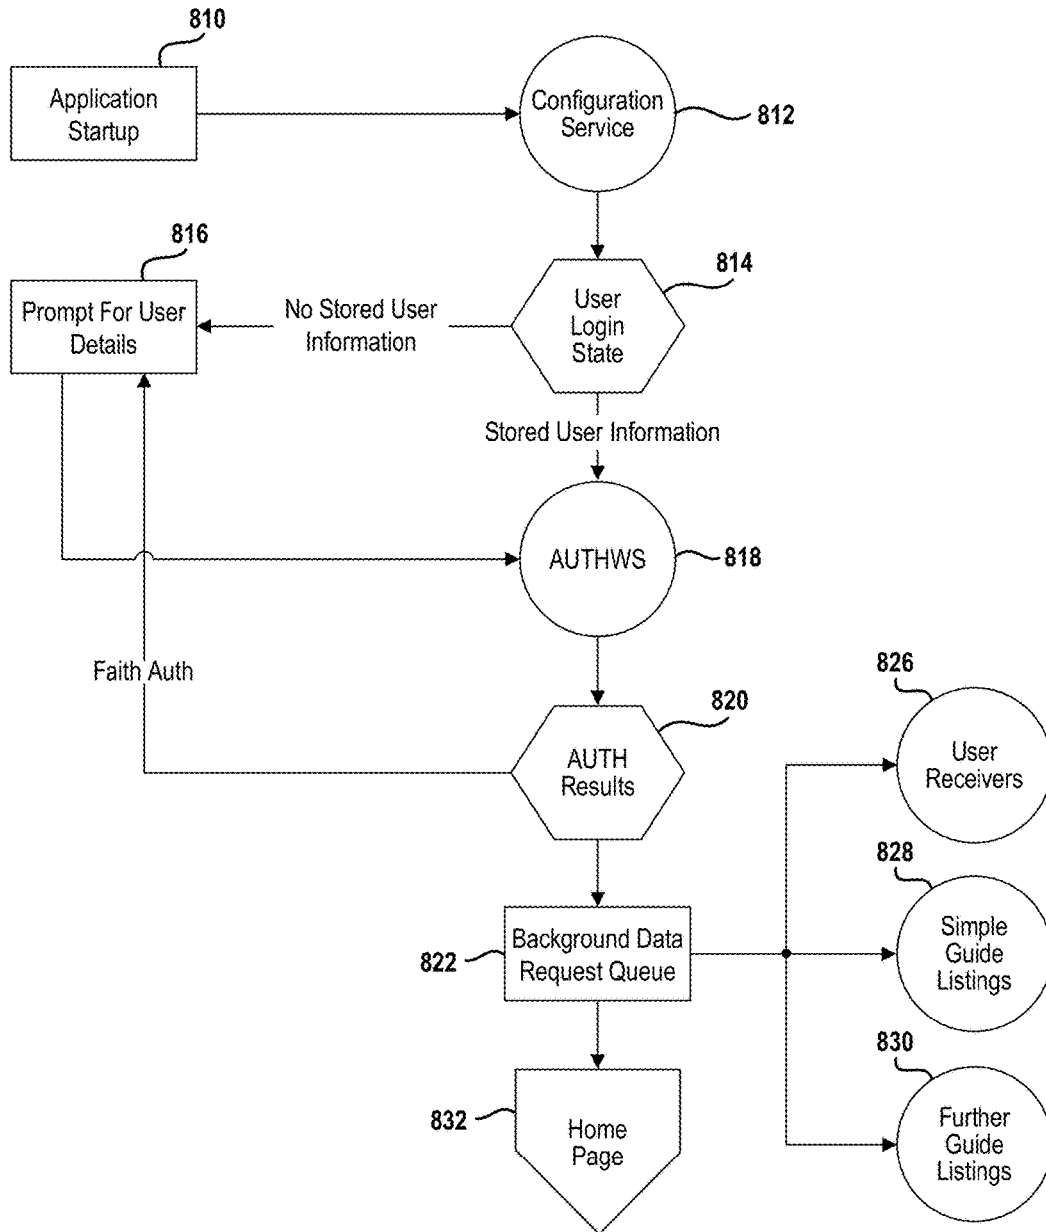 810
Application
Startup
Configuration
Service
812
816
814
Prompt For User
Details
No Stored User
Information
User
Login
State
Stored User Information
AUTHWS
818
Faith Auth
826
820
AUTH
Results
User
Receivers
828
822
Background Data
Request Queue
Simple
Guide
Listings
830
832
Home
Page
Further
Guide
Listings